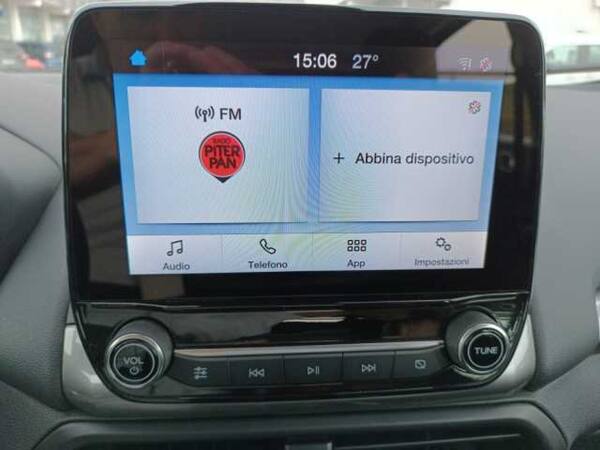 15:06 27°
FM
RADIO
PITER
PAN
+ Abbina dispositivo
Audio
Telefono
App
Impostazioni
VOL
TUNE